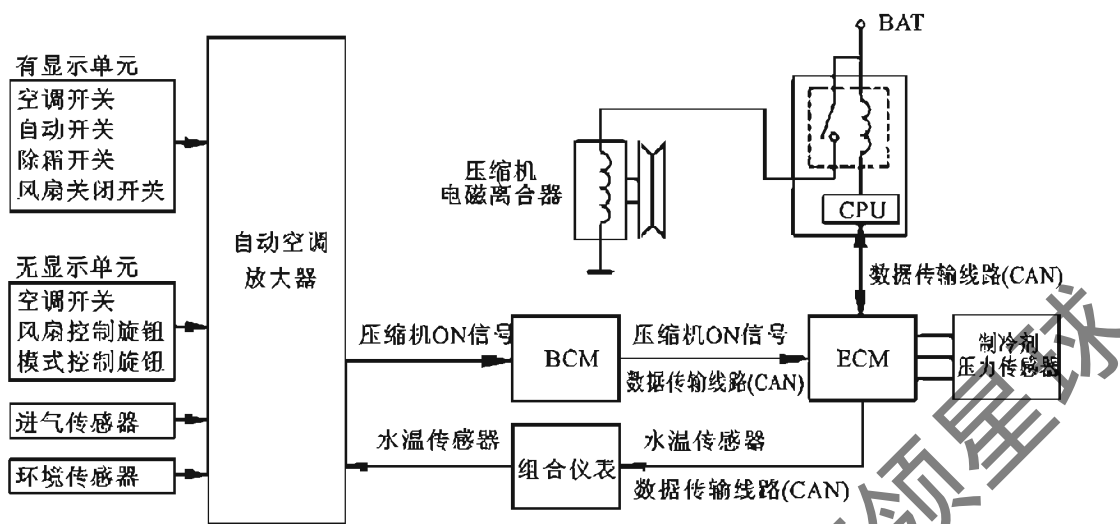 BAT
有显示单元
空调开关
自动开关
除霜开关
风扇关闭开关
压缩机
电磁离合器
CPU
自动空调
放大器
数据传输线路(CAN)
无显示单元
空调开关
风扇控制旋钮
模式控制旋钮
压缩机ON信号
BCM
压缩机ON信号
数据传输线路(CAN)
ECM
制冷剂
压力传感器
进气传感器
环境传感器
水温传感器
组合仪表
水温传感器
数据传输线路(CAN)
领星球